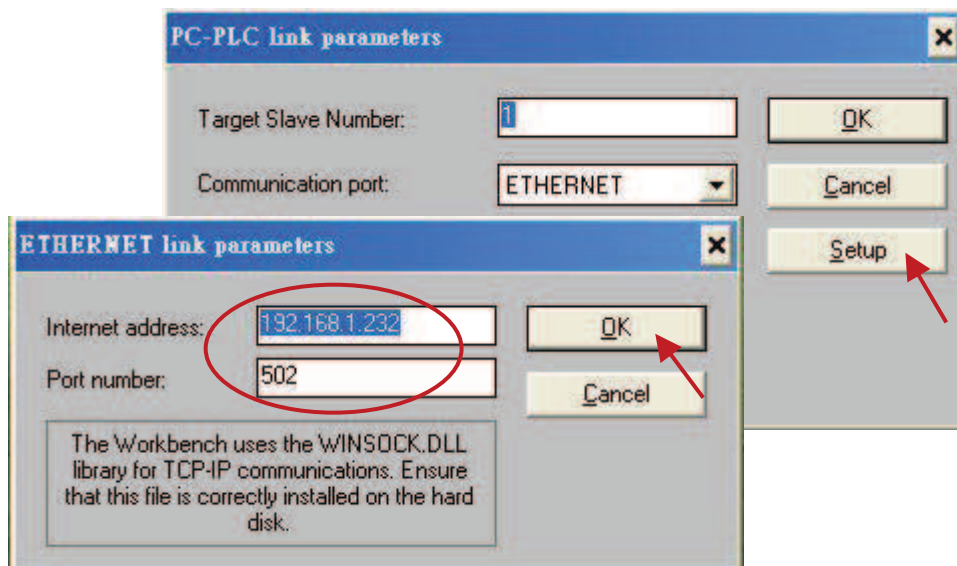 PC-PLC link parameters
Target Slave Number:
1
OK
Communication port:
ETHERNET
Cancel
Setup
ETHERNET link parameters
Internet address:
192.168.1.232
OK
Port number:
502
Cancel
The Workbench uses the WINSOCK.DLL
library for TCP-IP communications. Ensure
that this file is correctly installed on the hard
disk.